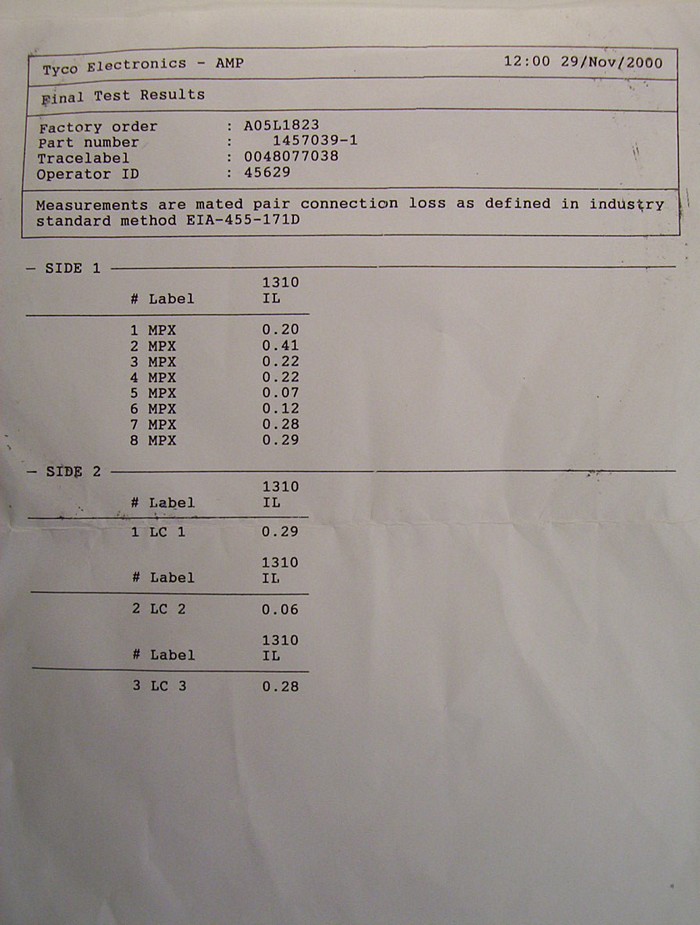 Tyco Electronics - AMP 12:00 29/Nov/2000
Final Test Results
Factory order : A05L1823
Part number : 1457039-1
Tracelabel : 0048077038
Operator ID : 45629
Measurements are mated pair connection loss as defined in industry
standard method EIA-455-171D
- SIDE 1
1310
# Label IL
1 MPX 0.20
2 MPX 0.41
3 MPX 0.22
4 MPX 0.22
5 MPX 0.07
6 MPX 0.12
7 MPX 0.28
8 MPX 0.29
- SIDE 2
1310
# Label IL
1 LC 1 0.29
1310
# Label IL
2 LC 2 0.06
1310
# Label IL
3 LC 3 0.28